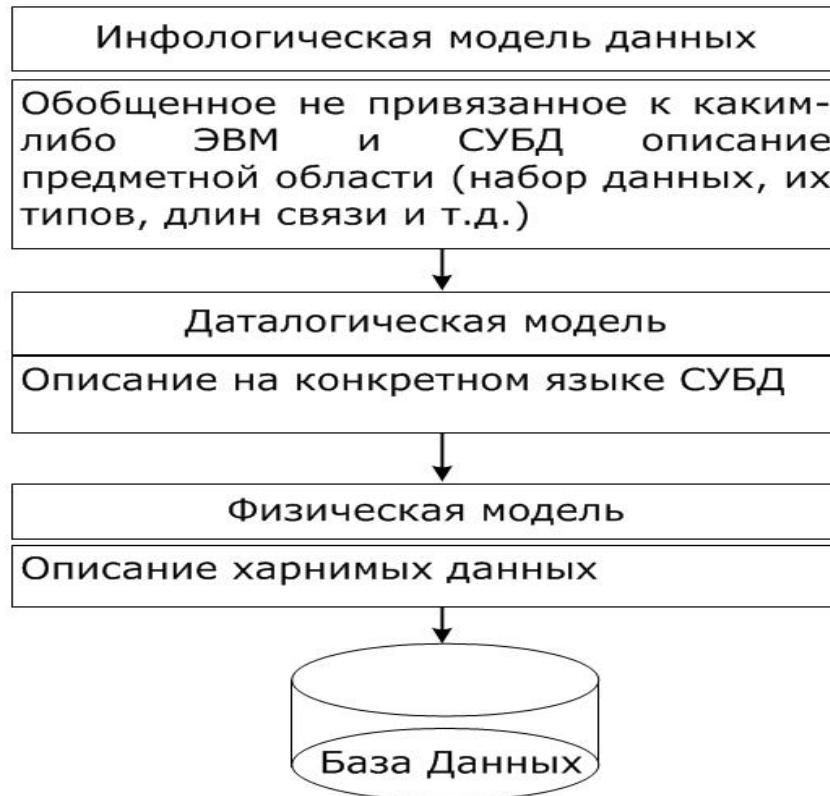 Инфологическая модель данных
Обобщенное не привязанное к каким-
либо ЭВМ и СУБД описание
предметной области (набор данных, их
типов, длин связи и т.д.)
Даталогическая модель
Описание на конкретном языке СУБД
Физическая модель
Описание харнимых данных
База Данных